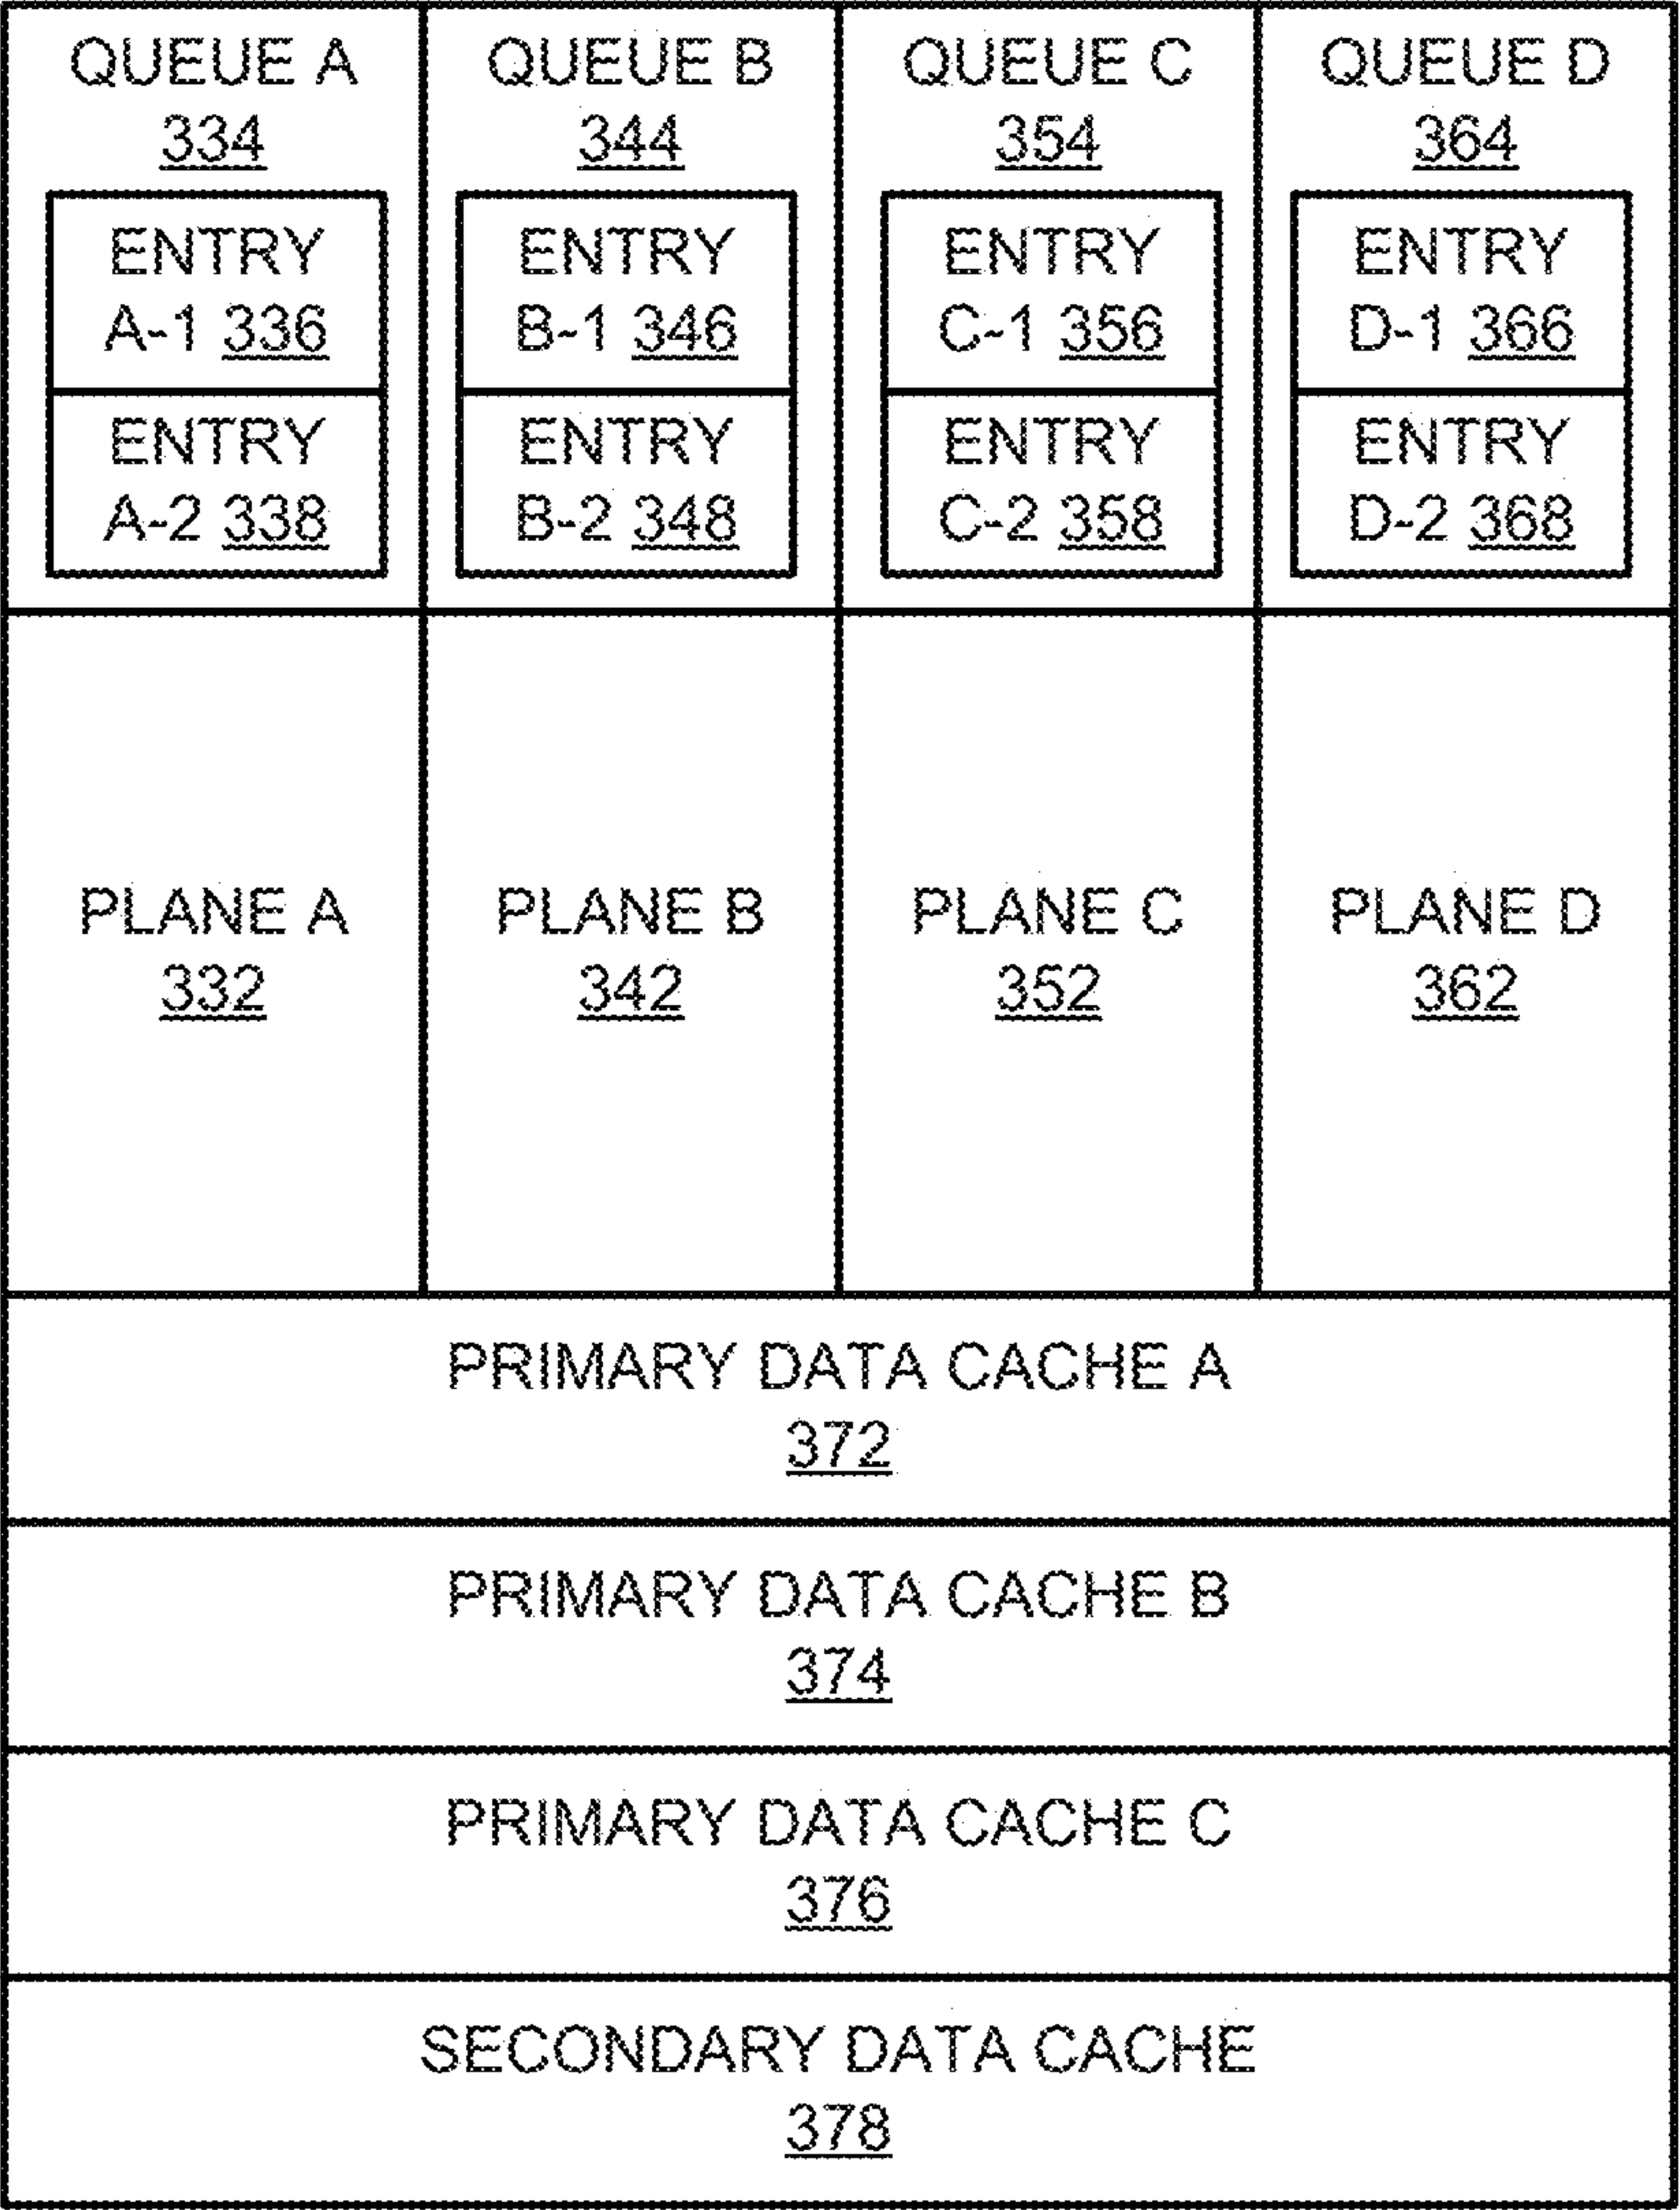 QUEUE A
334
ENTRY
A-1 336
ENTRY
A-2 338
QUEUE B
344
ENTRY
B-1 346
ENTRY
B-2 348
QUEUE C
354
ENTRY
C-1 356
ENTRY
C-2 358
QUEUE D
364
ENTRY
D-1 366
ENTRY
D-2 368
PLANE A
332
PLANE B
342
PLANE C
352
PLANE D
362
PRIMARY DATA CACHE A
372
PRIMARY DATA CACHE B
374
PRIMARY DATA CACHE C
376
SECONDARY DATA CACHE
378